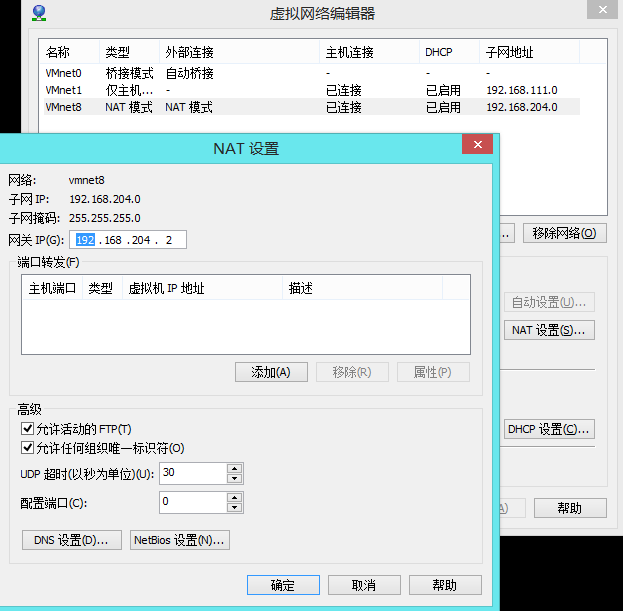 虚拟网络编辑器
名称 类型 外部连接 主机连接 DHCP 子网地址
VMnet0 桥接模式 自动桥接 - - -
VMnet1 仅主机... - 已连接 已启用 192.168.111.0
VMnet8 NAT 模式 NAT 模式 已连接 已启用 192.168.204.0
NAT 设置
网络: vmnet8
子网 IP: 192.168.204.0
子网掩码: 255.255.255.0
网关 IP(G): 192 . 168 . 204 . 2
... 移除网络(O)
端口转发(F)
主机端口 类型 虚拟机 IP 地址 描述
自动设置(U)...
NAT 设置(S)...
添加(A) 移除(R) 属性(P)
高级
允许活动的 FTP(T)
DHCP 设置(C)...
允许任何组织唯一标识符(O)
UDP 超时(以秒为单位)(U): 30
配置端口(C): 0
A) 帮助
DNS 设置(D)... NetBios 设置(N)...
确定 取消 帮助